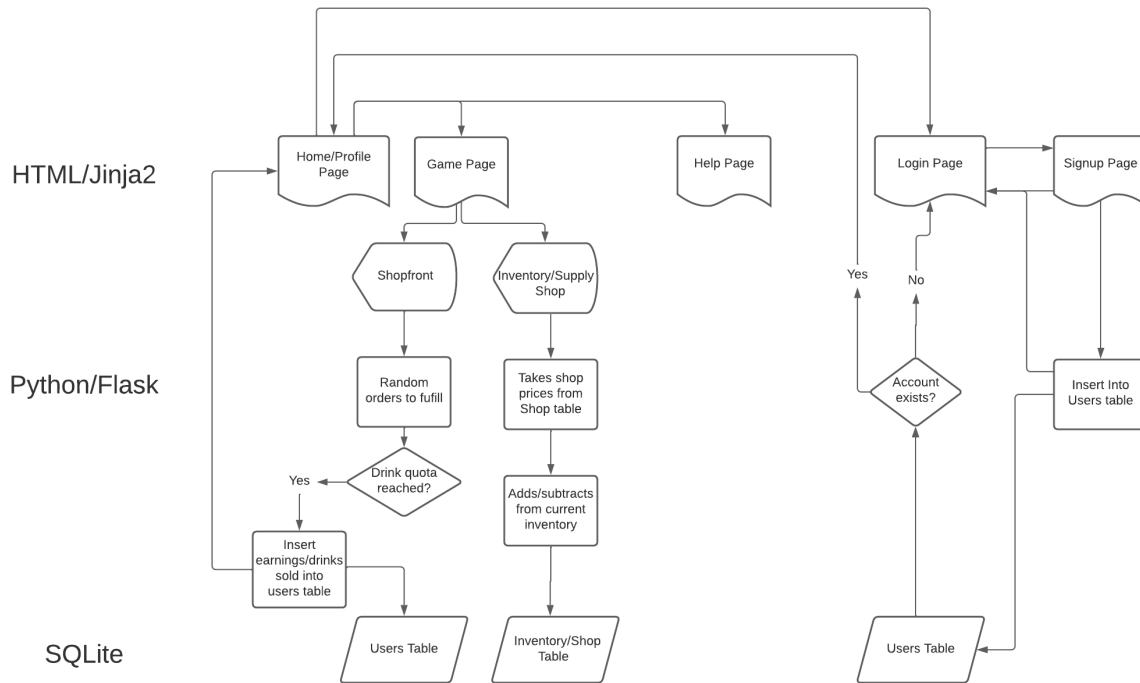 Home/Profile
Page
Game Page
Help Page
Login Page
Signup Page
HTML/Jinja2
Shopfront
Inventory/Supply
Shop
Yes
No
Python/Flask
Random
orders to fufill
Takes shop
prices from
Shop table
Account
exists?
Insert Into
Users table
Drink quota
reached?
Yes
Adds/subtracts
from current
inventory
Insert
earnings/drinks
sold into
users table
SQLite
Users Table
Inventory/Shop
Table
Users Table